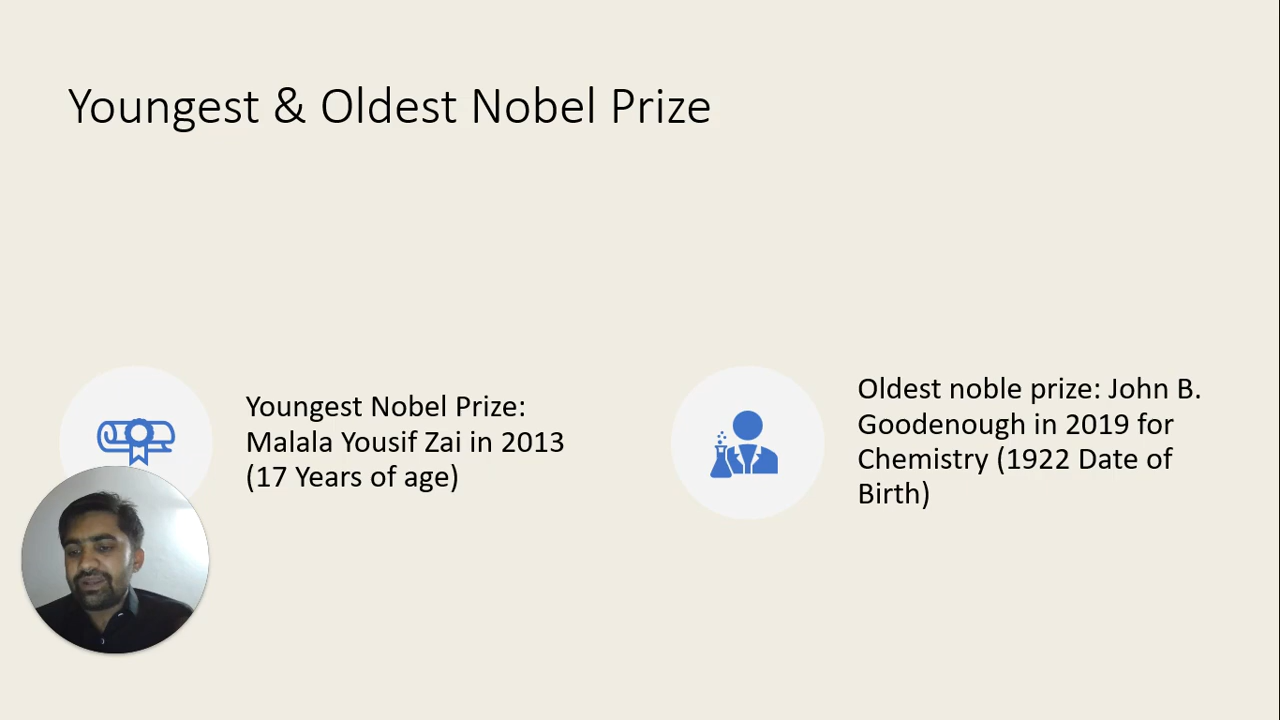 Youngest & Oldest Nobel Prize
Youngest Nobel Prize:
Malala Yousif Zai in 2013
(17 Years of age)
Oldest noble prize: John B.
Goodenough in 2019 for
Chemistry (1922 Date of
Birth)